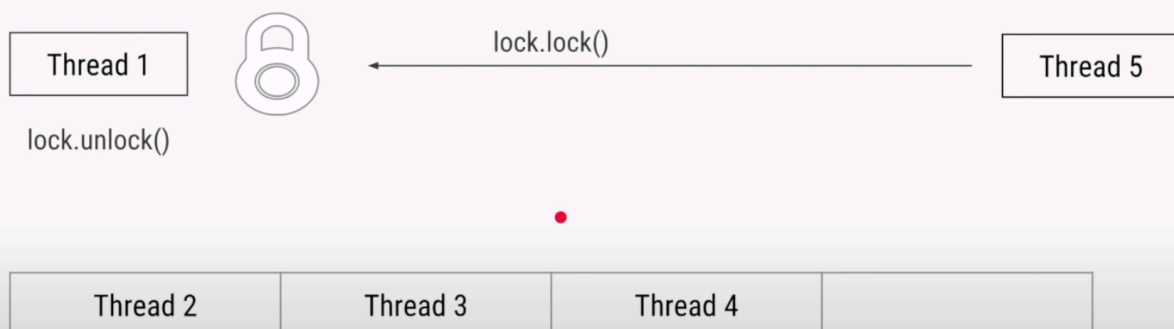 lock.lock()
Thread 1
Thread 5
lock.unlock()
Thread 2
Thread 3
Thread 4